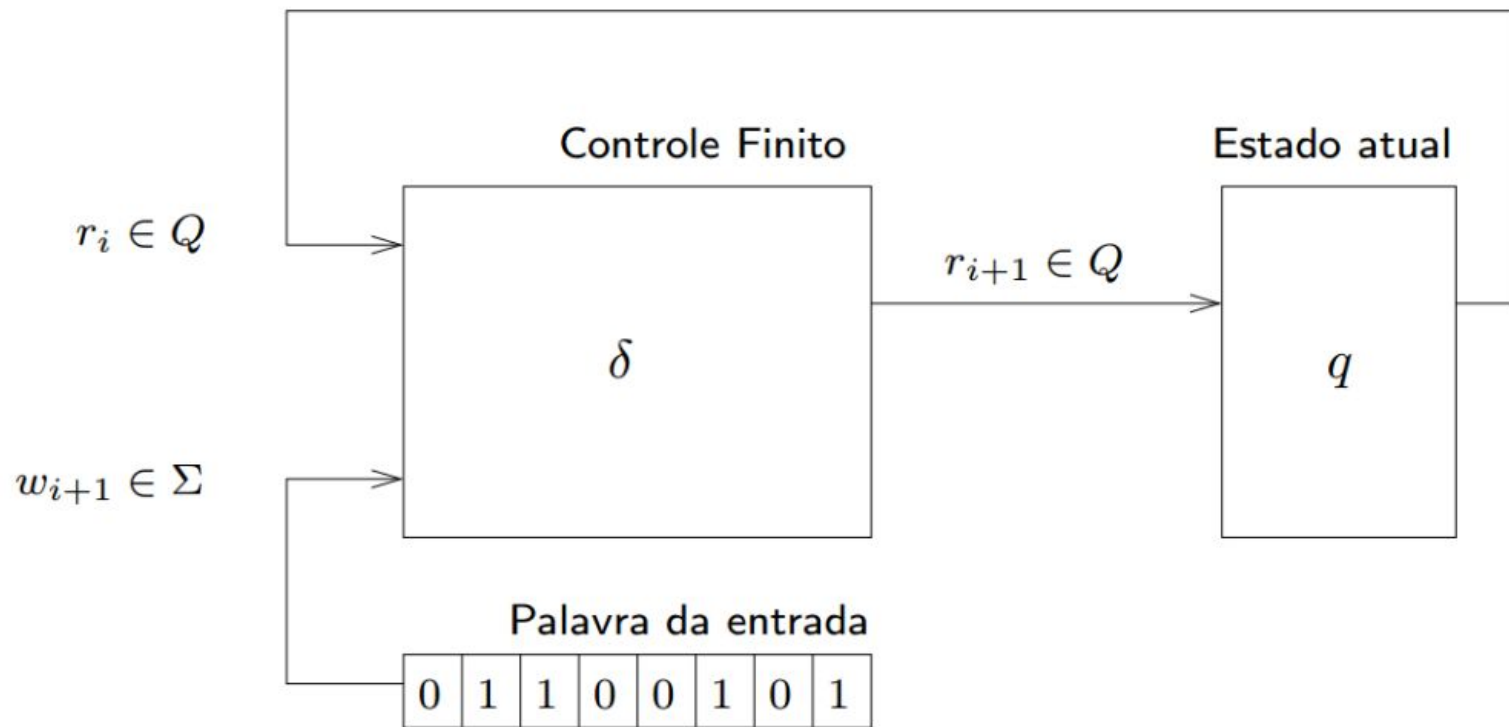 Controle Finito
Estado atual
r_i ∈ Q
r_{i+1} ∈ Q
δ
q
w_{i+1} ∈ Σ
Palavra da entrada
0 1 1 0 0 1 0 1